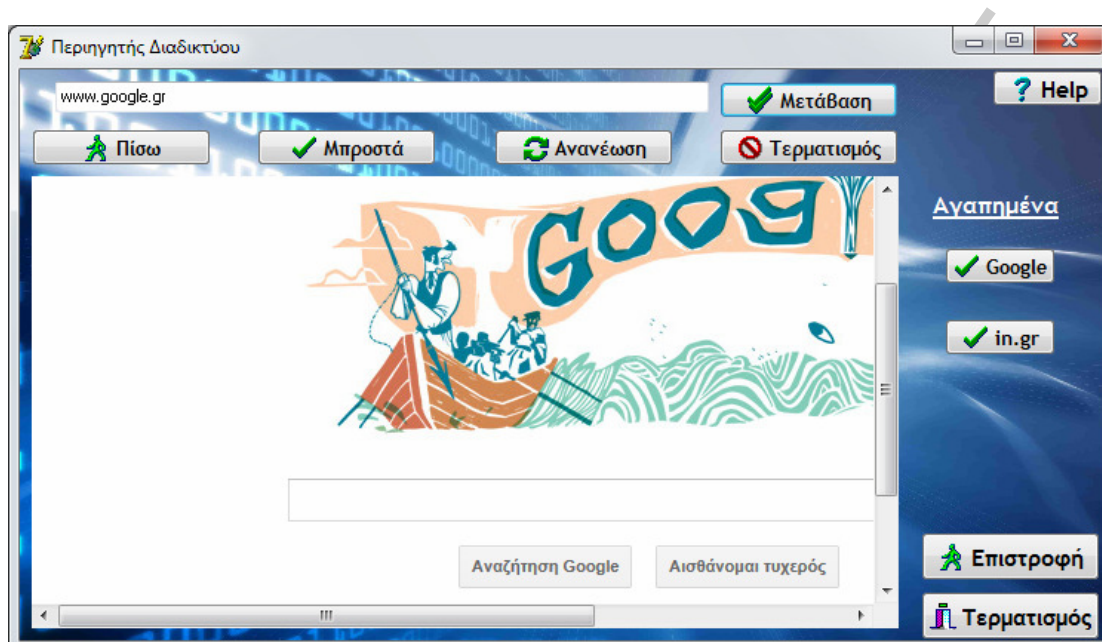 Περιηγητής Διαδικτύου
www.google.gr
Μετάβαση
Help
Πίσω
Μπροστά
Ανανέωση
Τερματισμός
Αγαπημένα
Google
in.gr
Αναζήτηση Google
Αισθάνομαι τυχερός
Επιστροφή
Τερματισμός